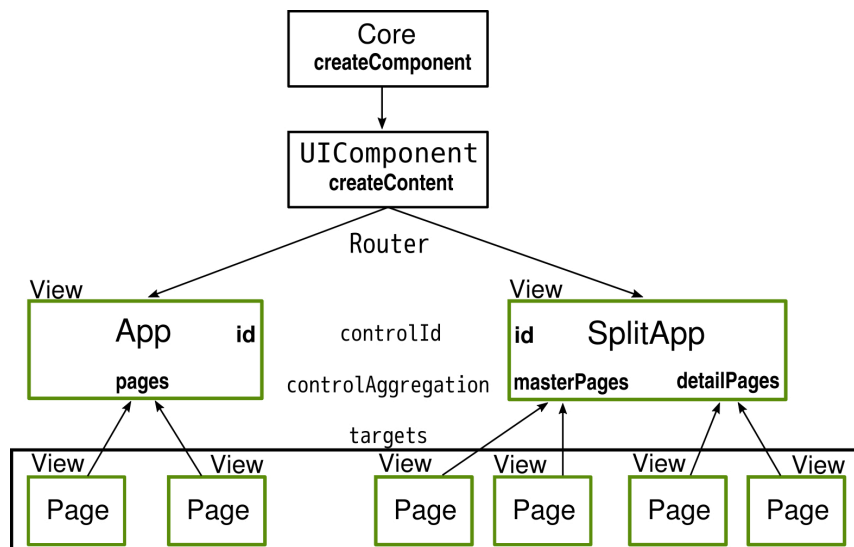 Core
createComponent
UIComponent
createContent
Router
View
View
App id
controlId
id SplitApp
pages
controlAggregation
masterPages detailPages
targets
View View View View View View
Page Page Page Page Page Page